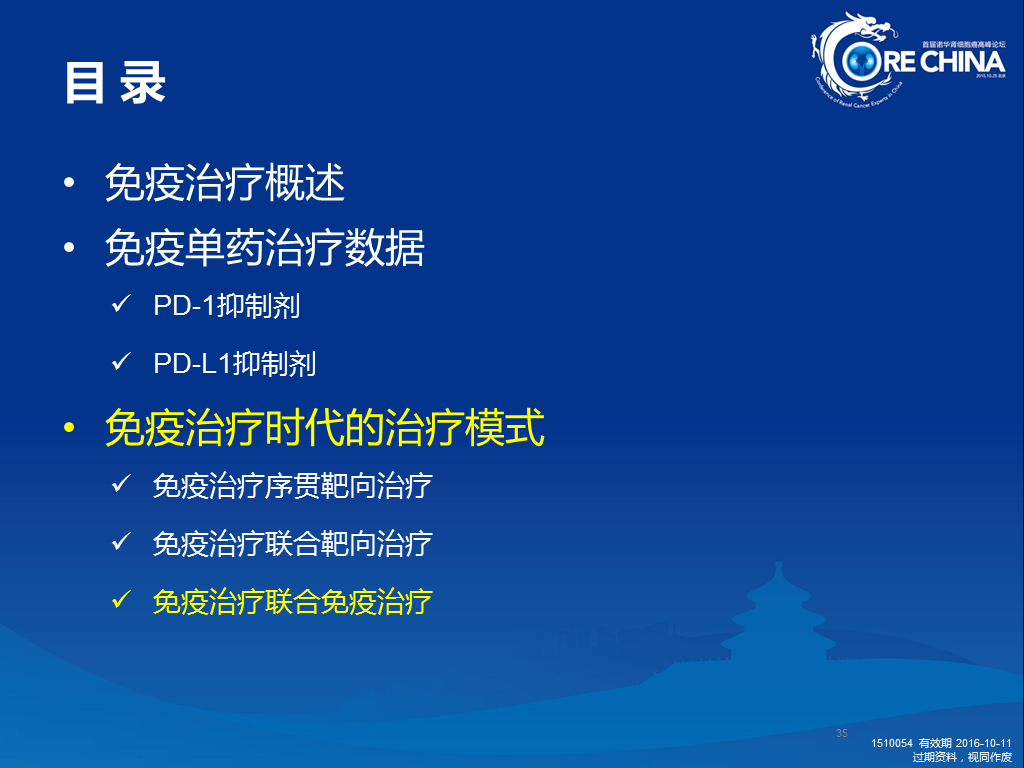 首届诺华肾细胞癌高峰论坛
CORE CHINA
2015.10.25 北京
Conference of Renal Cancer Experts in China
目录
• 免疫治疗概述
• 免疫单药治疗数据
✓ PD-1抑制剂
✓ PD-L1抑制剂
• 免疫治疗时代的治疗模式
✓ 免疫治疗序贯靶向治疗
✓ 免疫治疗联合靶向治疗
✓ 免疫治疗联合免疫治疗
35
1510054 有效期 2016-10-11
过期资料，视同作废